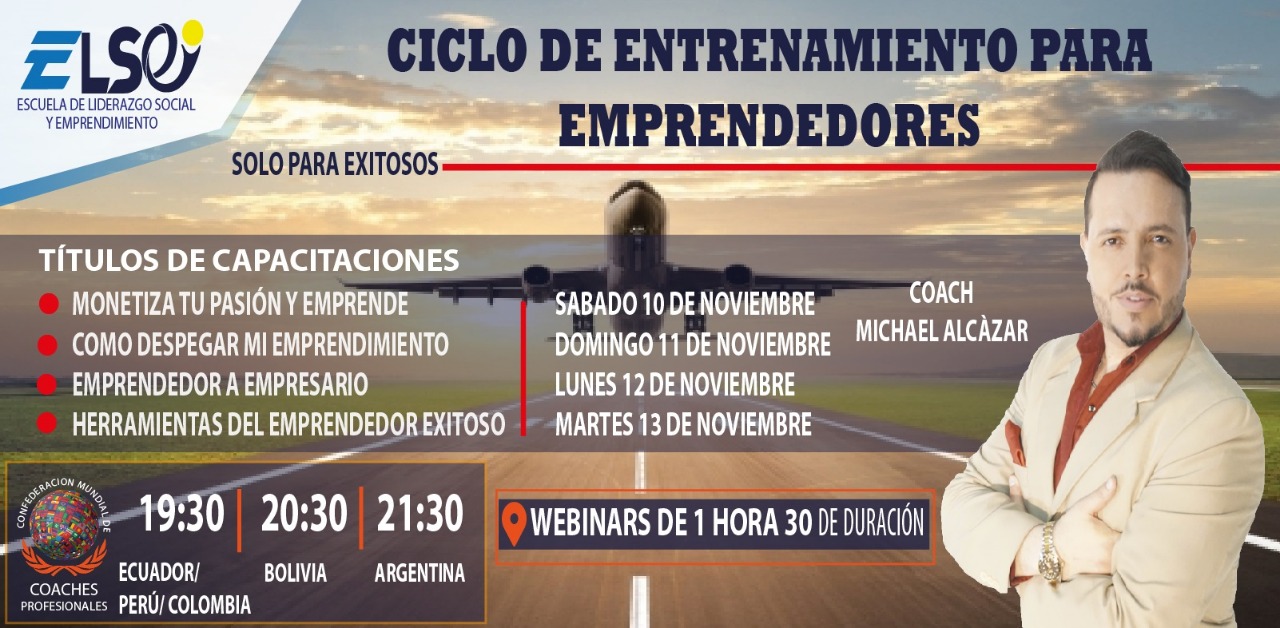 ELSE
ESCUELA DE LIDERAZGO SOCIAL
Y EMPRENDIMIENTO
CICLO DE ENTRENAMIENTO PARA
EMPRENDEDORES
SOLO PARA EXITOSOS
TÍTULOS DE CAPACITACIONES
MONETIZA TU PASIÓN Y EMPRENDE
SABADO 10 DE NOVIEMBRE
COMO DESPEGAR MI EMPRENDIMIENTO
DOMINGO 11 DE NOVIEMBRE
EMPRENDEDOR A EMPRESARIO
LUNES 12 DE NOVIEMBRE
HERRAMIENTAS DEL EMPRENDEDOR EXITOSO
MARTES 13 DE NOVIEMBRE
COACH
MICHAEL ALCÀZAR
CONFEDERACION MUNDIAL DE
COACHES
PROFESIONALES
19:30
ECUADOR/
PERÚ/ COLOMBIA
20:30
BOLIVIA
21:30
ARGENTINA
WEBINARS DE 1 HORA 30 DE DURACIÓN